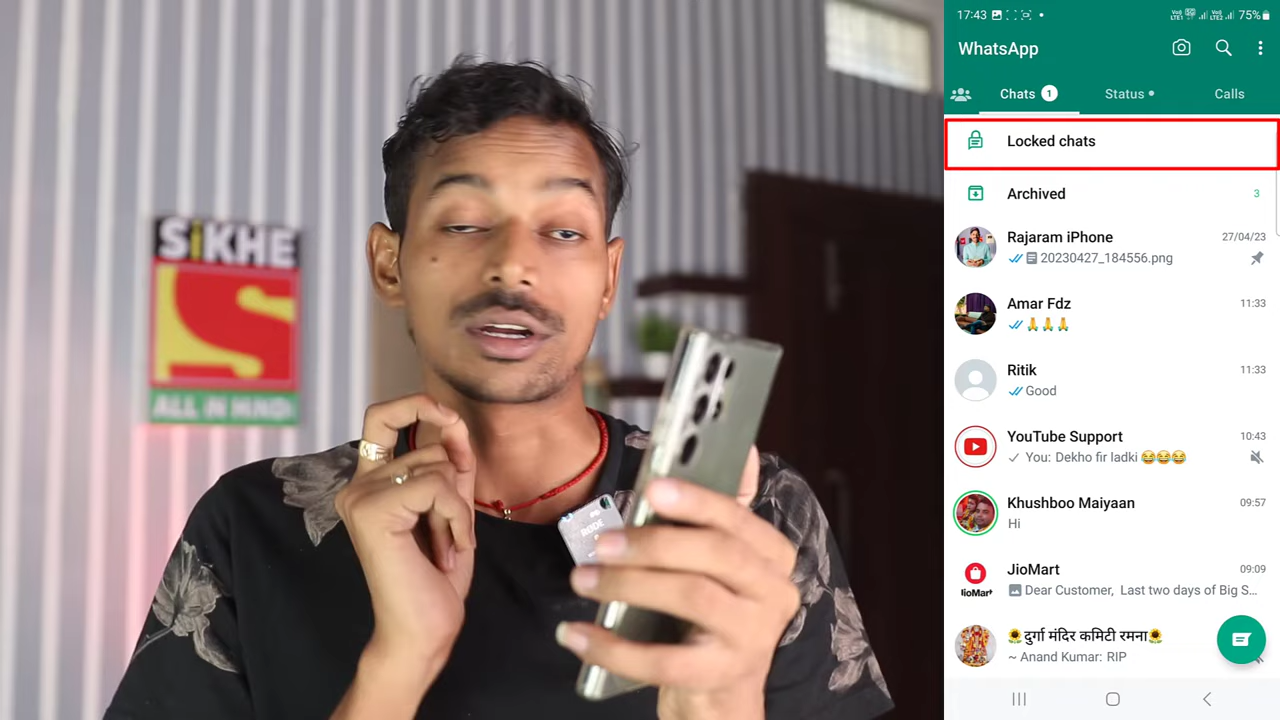 SiKHE
ALL IN HINDI
RODE
17:43
75%
WhatsApp
Chats 1
Status
Calls
Locked chats
Archived
3
Rajaram iPhone
27/04/23
20230427_184556.png
Amar Fdz
11:33
🙏🙏🙏
Ritik
11:33
Good
YouTube Support
10:43
You: Dekho fir ladki 😂😂😂
Khushboo Maiyaan
09:57
Hi
JioMart
09:09
JioMart
Dear Customer, Last two days of Big S...
🌻दुर्गा मंदिर कमिटी रमना🌻
~ Anand Kumar: RIP